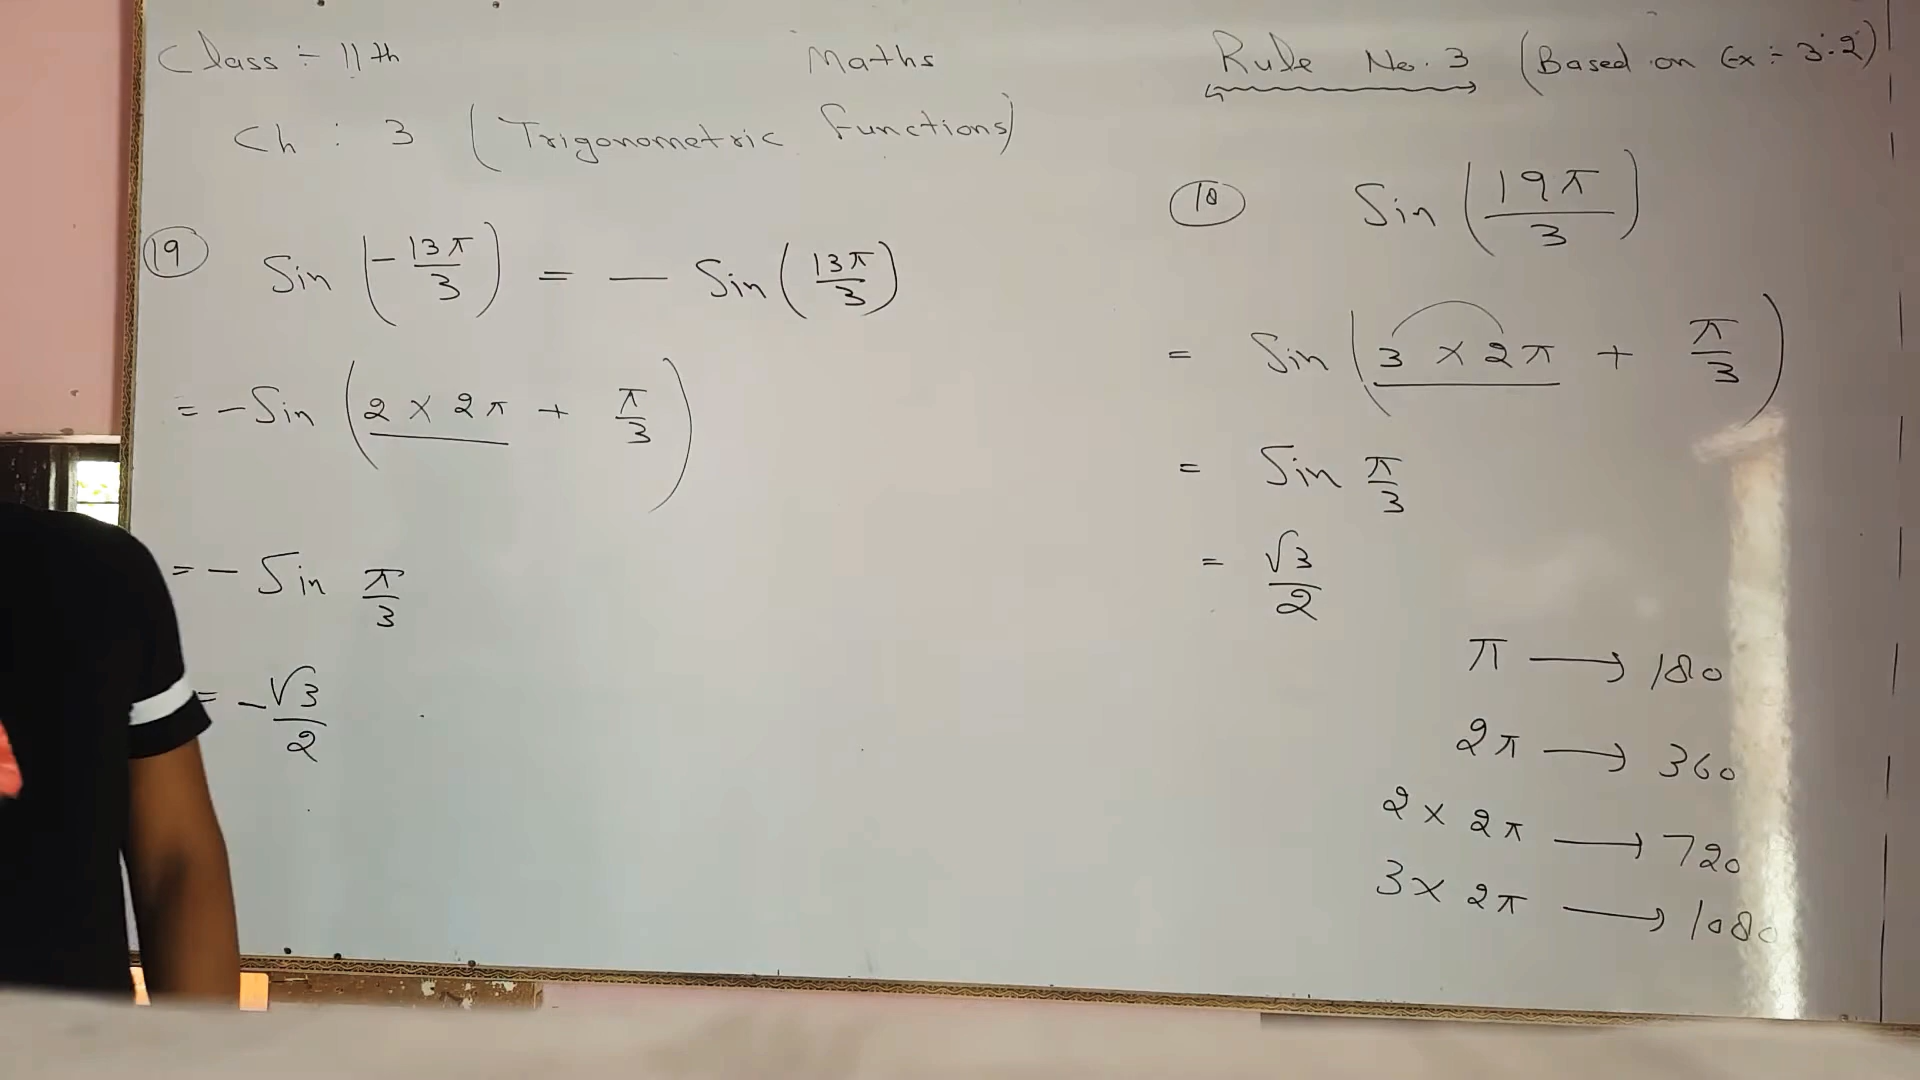 Class :- 11th Maths Rule No. 3 (Based on Ex :- 3.2)
Ch : 3 (Trigonometric Functions)
(19) Sin (-13π/3) = - Sin (13π/3)
= -Sin (2 × 2π + π/3)
= - Sin π/3
= -√3/2
(18) Sin (19π/3)
= Sin (3 × 2π + π/3)
= Sin π/3
= √3/2
π → 180
2π → 360
2 × 2π → 720
3 × 2π → 1080